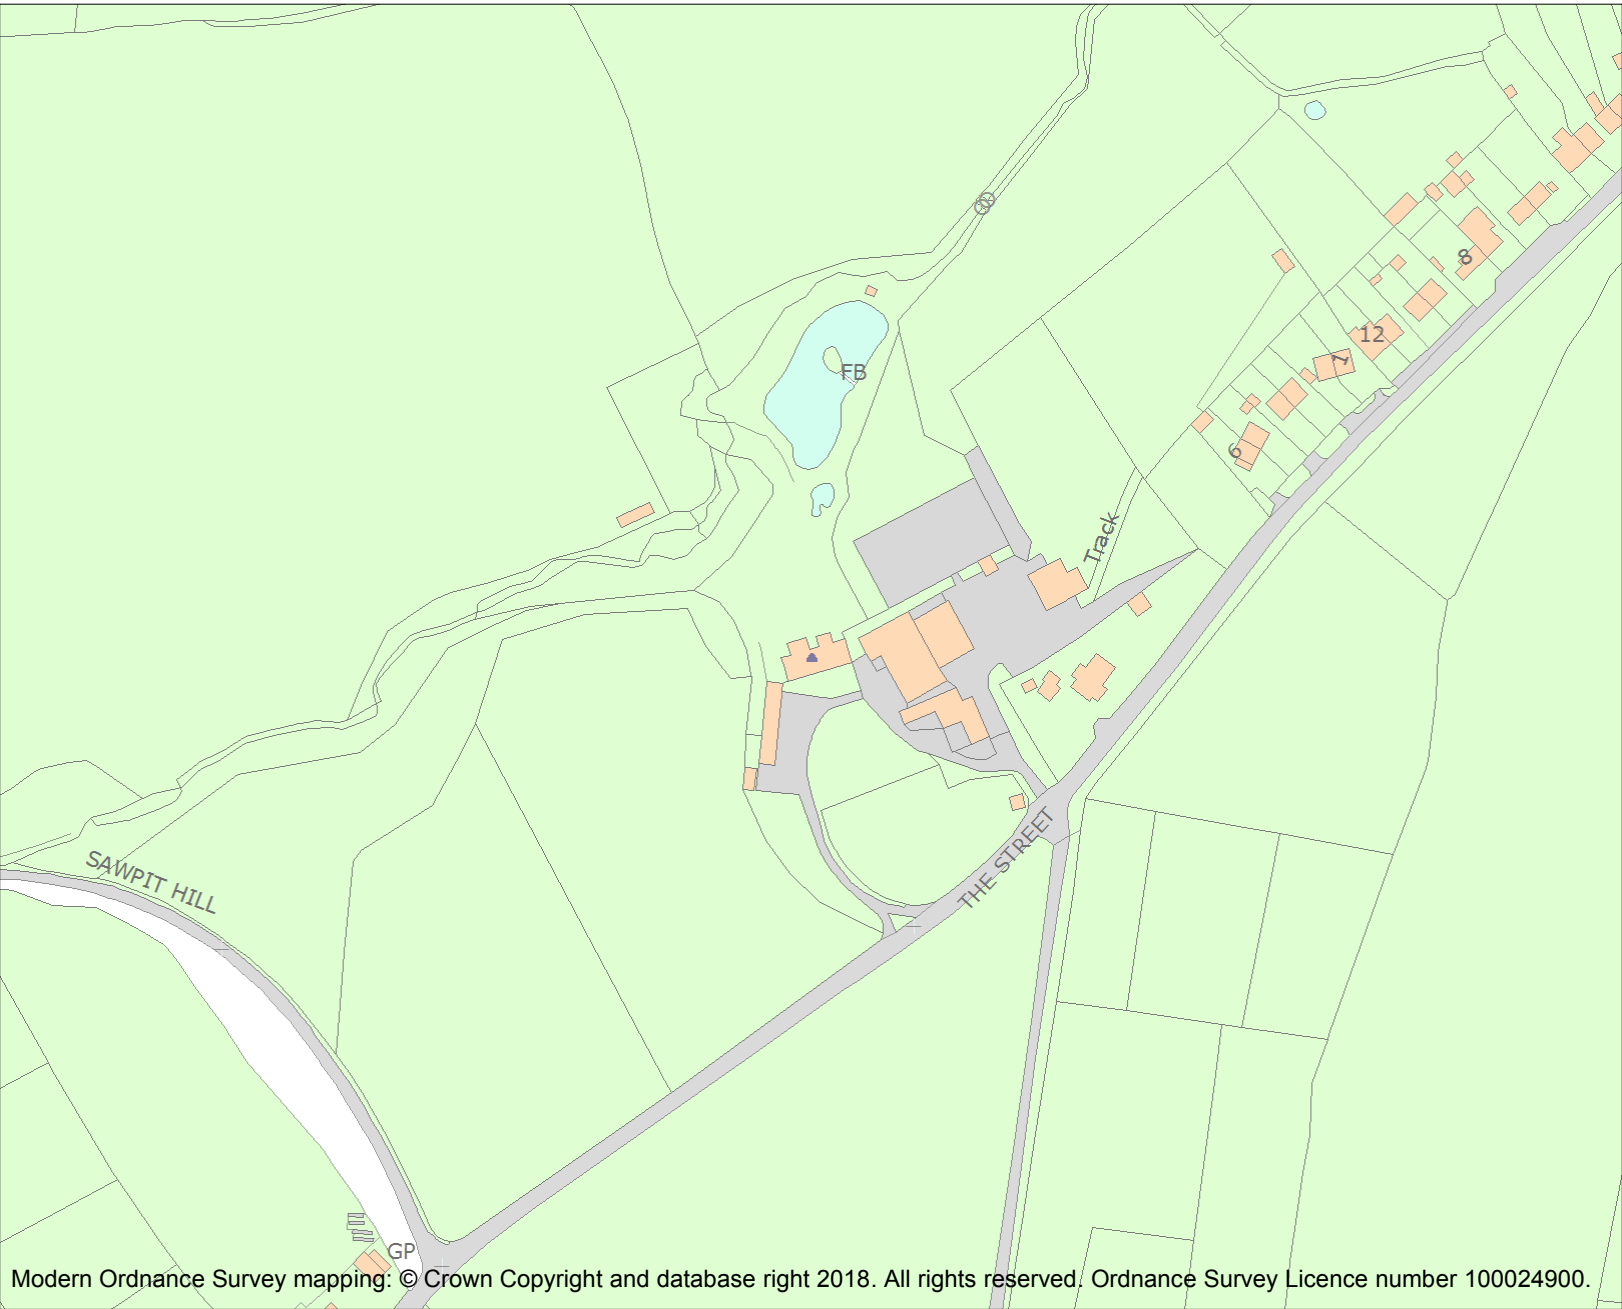 8
12
1
FB
6
Track
THE STREET
SAWPIT HILL
GP
Modern Ordnance Survey mapping: © Crown Copyright and database right 2018. All rights reserved. Ordnance Survey Licence number 100024900.